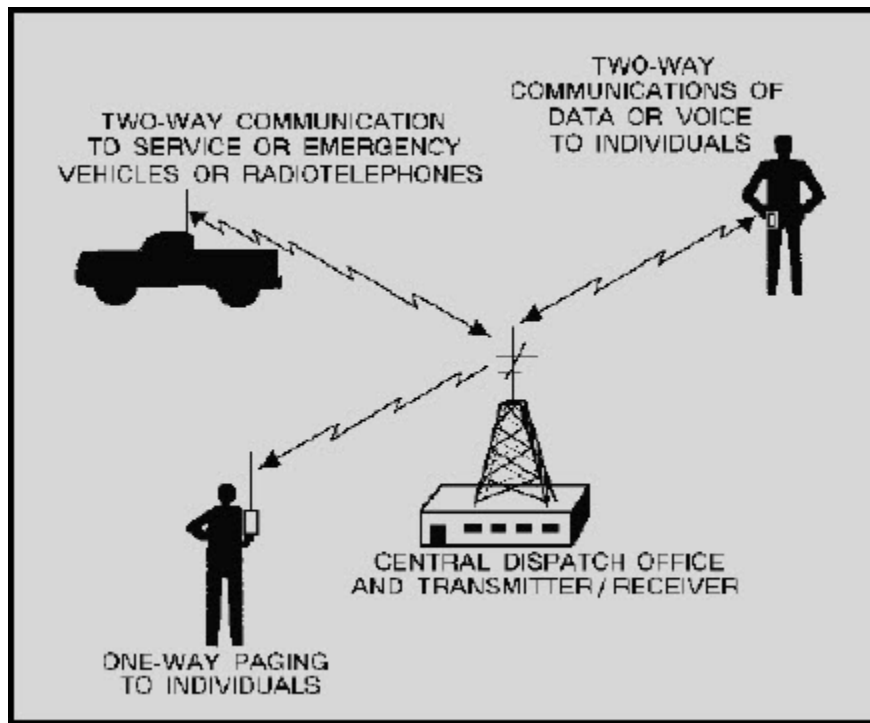 TWO-WAY COMMUNICATION
TO SERVICE OR EMERGENCY
VEHICLES OR RADIOTELEPHONES
TWO-WAY
COMMUNICATIONS OF
DATA OR VOICE
TO INDIVIDUALS
CENTRAL DISPATCH OFFICE
AND TRANSMITTER/RECEIVER
ONE-WAY PAGING
TO INDIVIDUALS